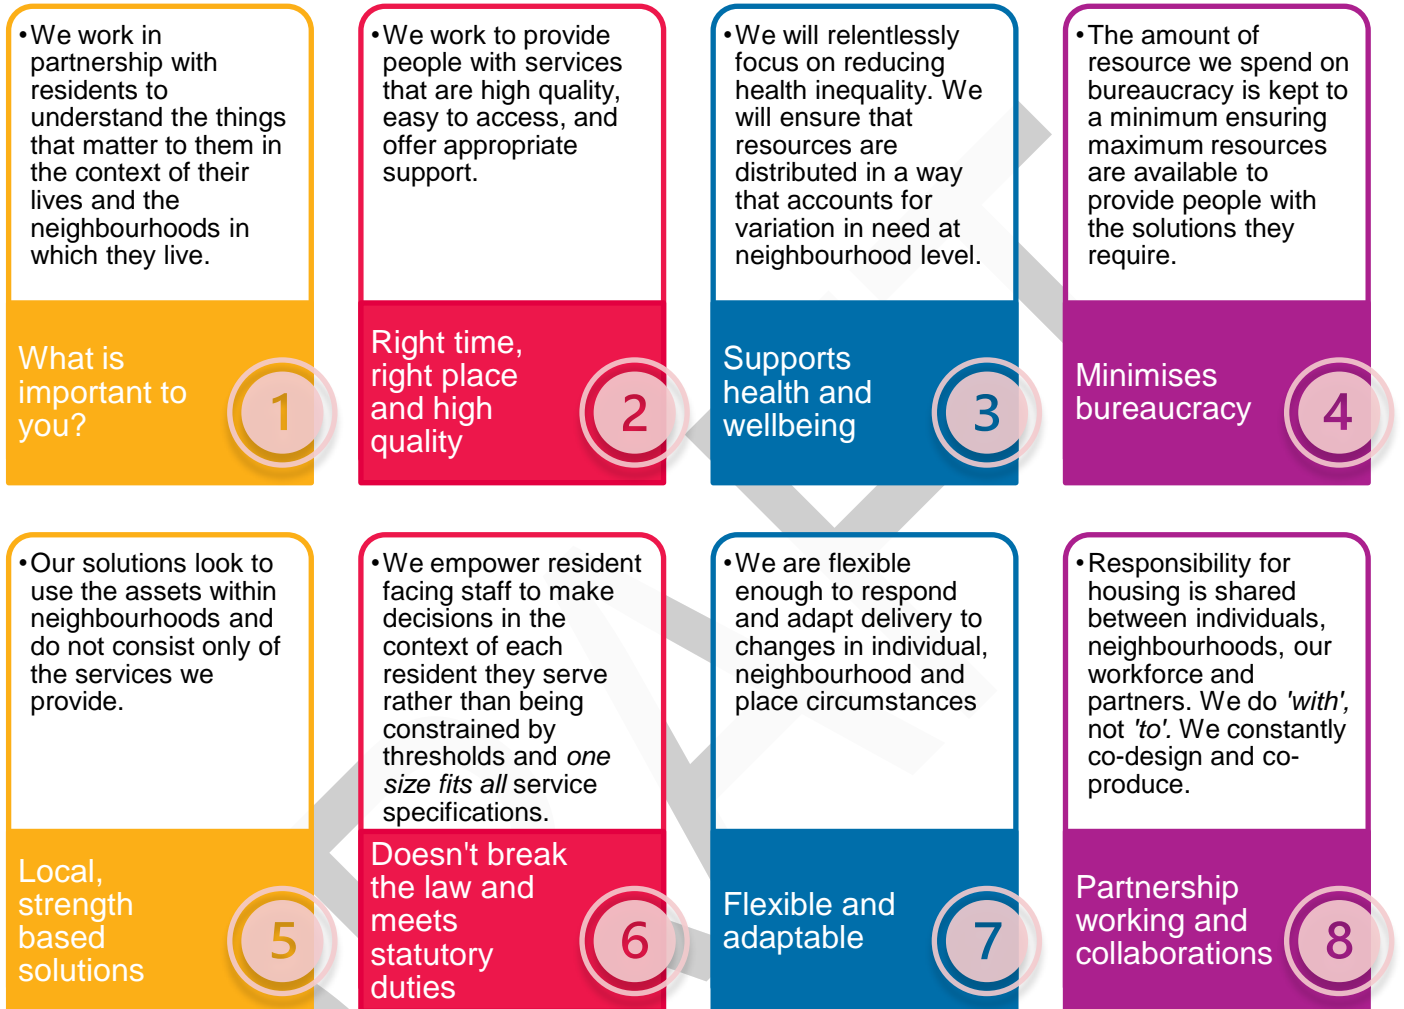 •We work in
partnership with
residents to
understand the things
that matter to them in
the context of their
lives and the
neighbourhoods in
which they live.
What is
important to
you?
1
•We work to provide
people with services
that are high quality,
easy to access, and
offer appropriate
support.
Right time,
right place
and high
quality
2
•We will relentlessly
focus on reducing
health inequality. We
will ensure that
resources are
distributed in a way
that accounts for
variation in need at
neighbourhood level.
Supports
health and
wellbeing
3
•The amount of
resource we spend on
bureaucracy is kept to
a minimum ensuring
maximum resources
are available to
provide people with
the solutions they
require.
Minimises
bureaucracy
4
•Our solutions look to
use the assets within
neighbourhoods and
do not consist only of
the services we
provide.
Local,
strength
based
solutions
5
•We empower resident
facing staff to make
decisions in the
context of each
resident they serve
rather than being
constrained by
thresholds and one
size fits all service
specifications.
Doesn't break
the law and
meets
statutory
duties
6
•We are flexible
enough to respond
and adapt delivery to
changes in individual,
neighbourhood and
place circumstances
Flexible and
adaptable
7
•Responsibility for
housing is shared
between individuals,
neighbourhoods, our
workforce and
partners. We do 'with',
not 'to'. We constantly
co-design and co-
produce.
Partnership
working and
collaborations
8
DRAFT